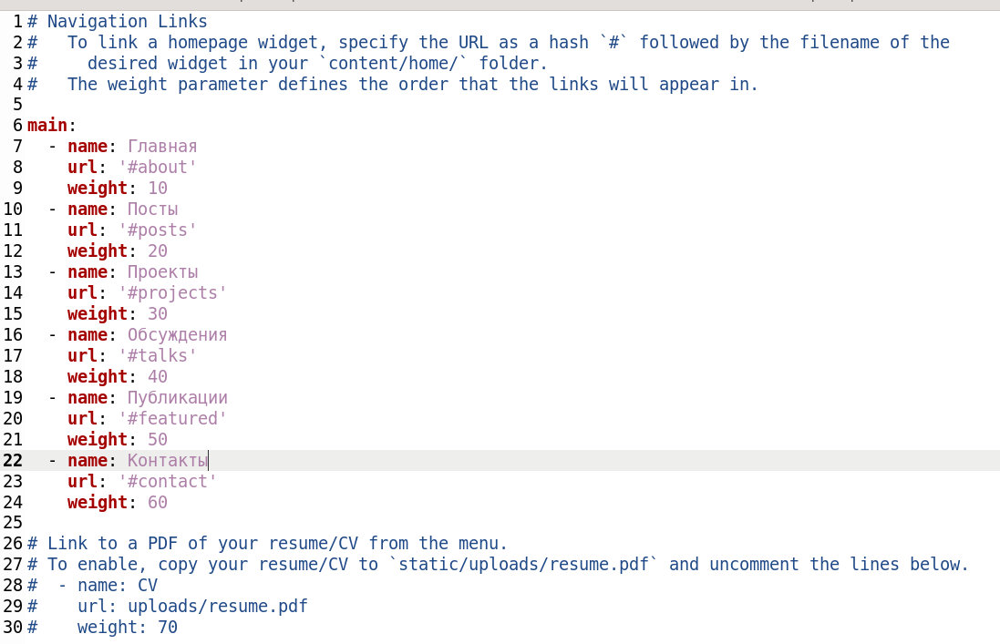 1 # Navigation Links
2 #   To link a homepage widget, specify the URL as a hash `#` followed by the filename of the
3 #     desired widget in your `content/home/` folder.
4 #   The weight parameter defines the order that the links will appear in.
5
6 main:
7   - name: Главная
8     url: '#about'
9     weight: 10
10   - name: Посты
11     url: '#posts'
12     weight: 20
13   - name: Проекты
14     url: '#projects'
15     weight: 30
16   - name: Обсуждения
17     url: '#talks'
18     weight: 40
19   - name: Публикации
20     url: '#featured'
21     weight: 50
22   - name: Контакты
23     url: '#contact'
24     weight: 60
25
26 # Link to a PDF of your resume/CV from the menu.
27 # To enable, copy your resume/CV to `static/uploads/resume.pdf` and uncomment the lines below.
28 #  - name: CV
29 #    url: uploads/resume.pdf
30 #    weight: 70